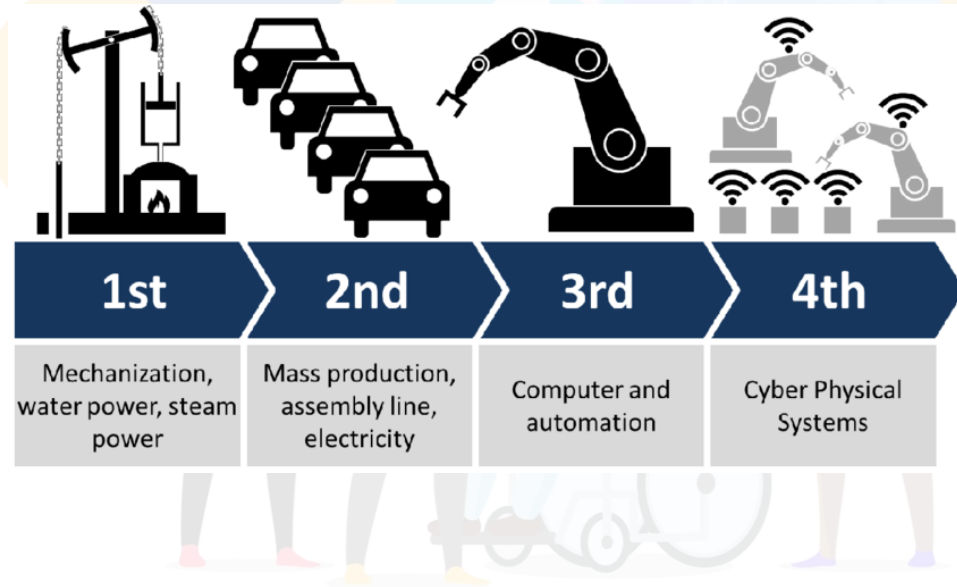 1st
2nd
3rd
4th
Mechanization,
water power, steam
power
Mass production,
assembly line,
electricity
Computer and
automation
Cyber Physical
Systems